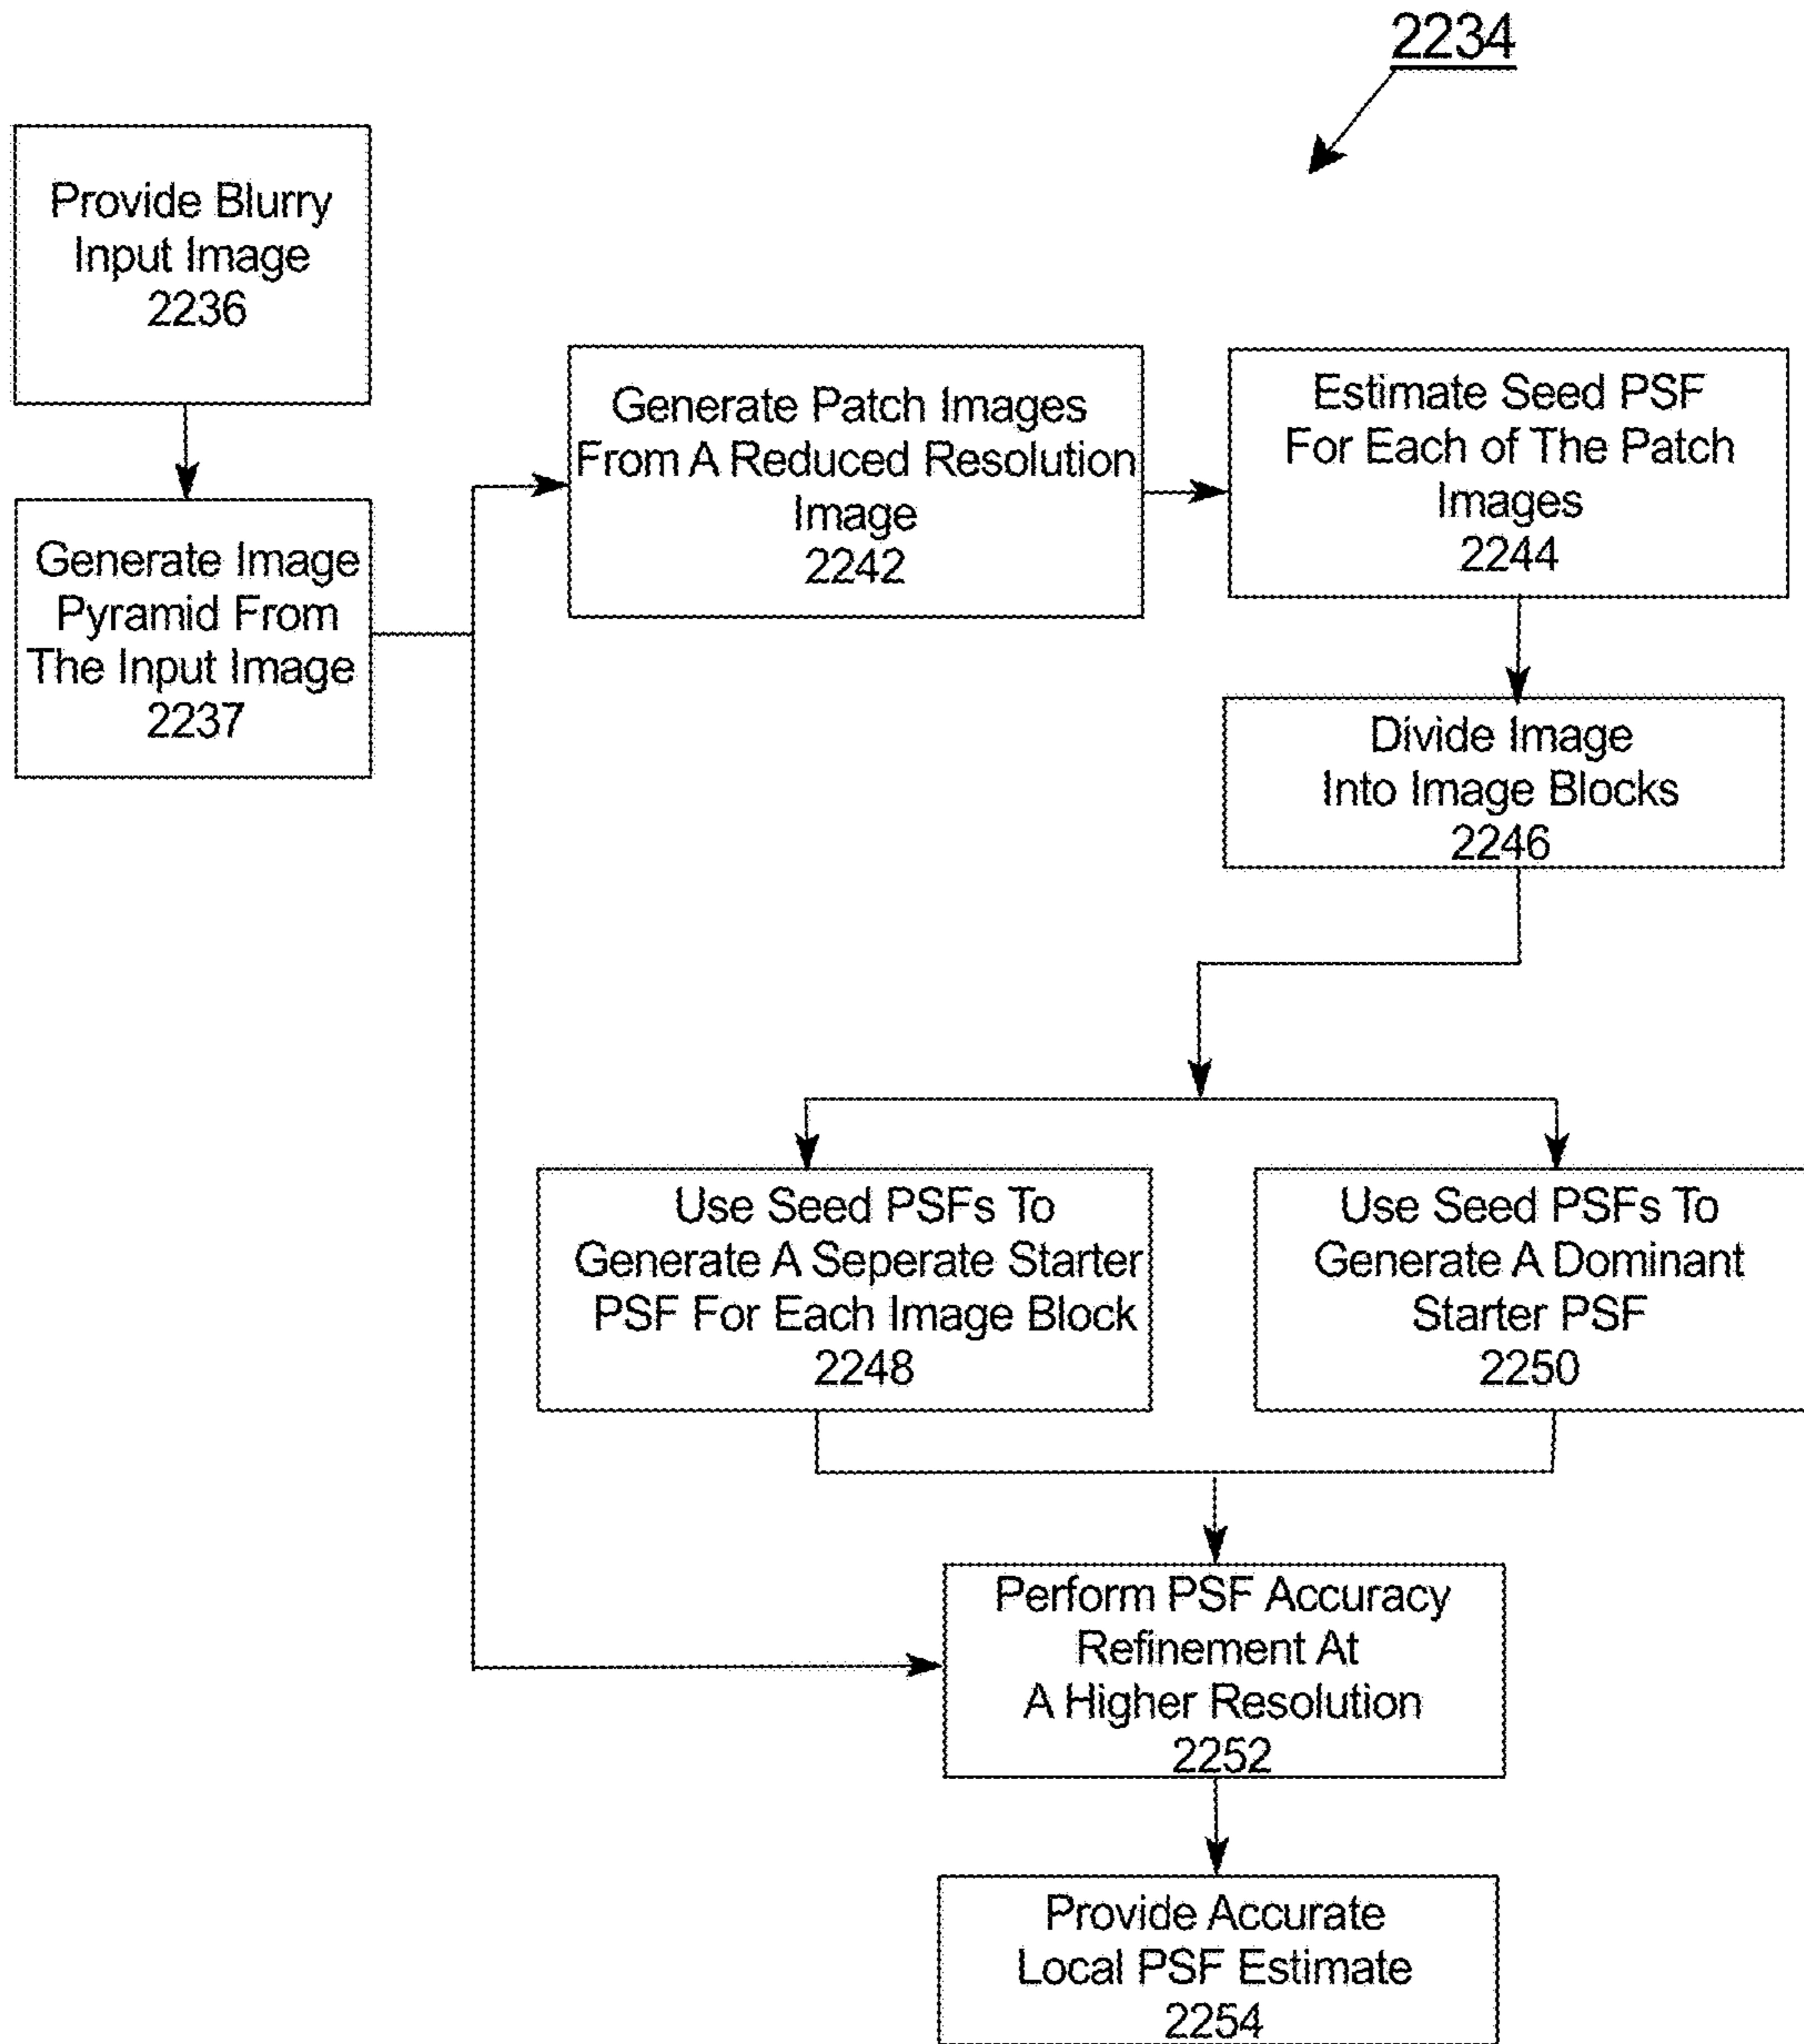 2234
Provide Blurry
Input Image
2236
Generate Image
Pyramid From
The Input Image
2237
Generate Patch Images
From A Reduced Resolution
Image
2242
Estimate Seed PSF
For Each of The Patch
Images
2244
Divide Image
Into Image Blocks
2246
Use Seed PSFs To
Generate A Seperate Starter
PSF For Each Image Block
2248
Use Seed PSFs To
Generate A Dominant
Starter PSF
2250
Perform PSF Accuracy
Refinement At
A Higher Resolution
2252
Provide Accurate
Local PSF Estimate
2254